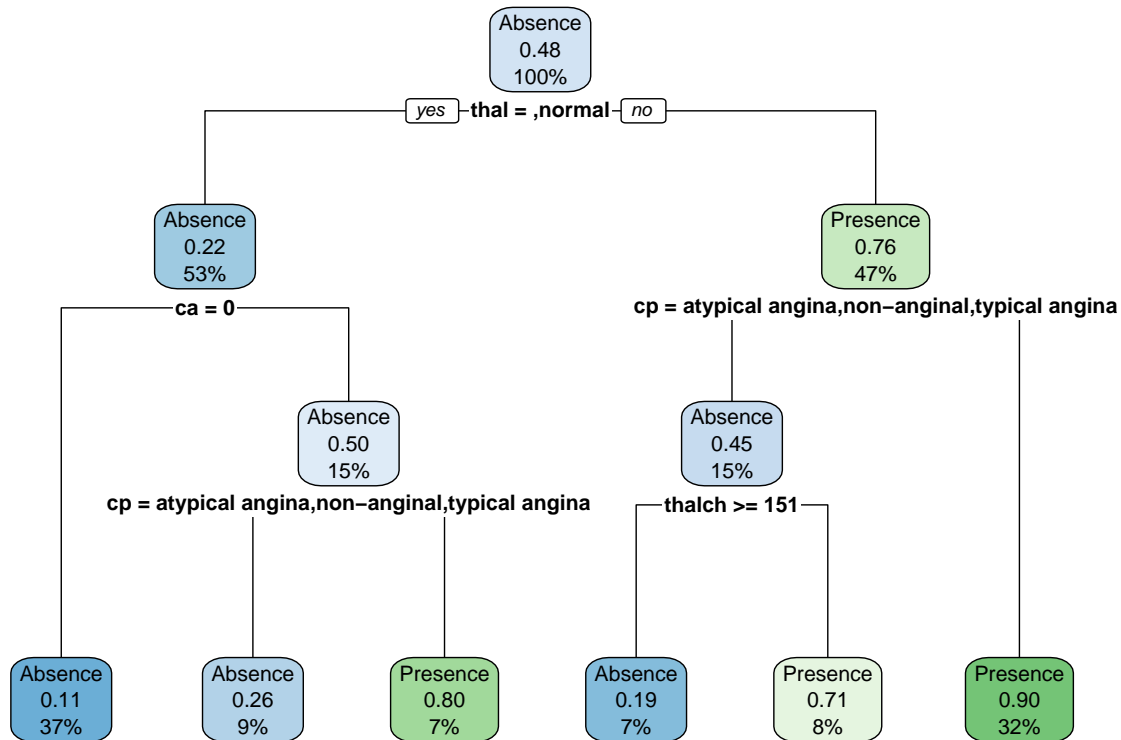 Absence
0.48
100%
yes thal = ,normal no
Absence
0.22
53%
Presence
0.76
47%
ca = 0
cp = atypical angina,non−anginal,typical angina
Absence
0.50
15%
Absence
0.45
15%
cp = atypical angina,non−anginal,typical angina
thalch >= 151
Absence
0.11
37%
Absence
0.26
9%
Presence
0.80
7%
Absence
0.19
7%
Presence
0.71
8%
Presence
0.90
32%